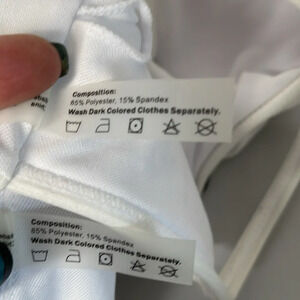 Composition:
85% Polyester, 15% Spandex
Wash Dark Colored Clothes Separately.
Composition:
85% Polyester, 15% Spandex
Wash Dark Colored Clothes Separately.